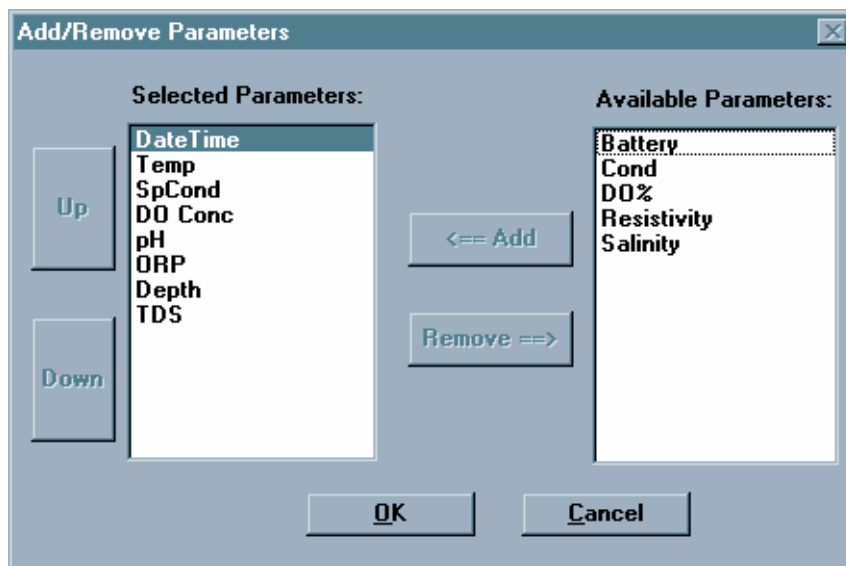 Add/Remove Parameters
Selected Parameters:
DateTime
Temp
SpCond
DO Conc
pH
ORP
Depth
TDS
Up
Down
<== Add
Remove ==>
Available Parameters:
Battery
Cond
DO%
Resistivity
Salinity
OK
Cancel